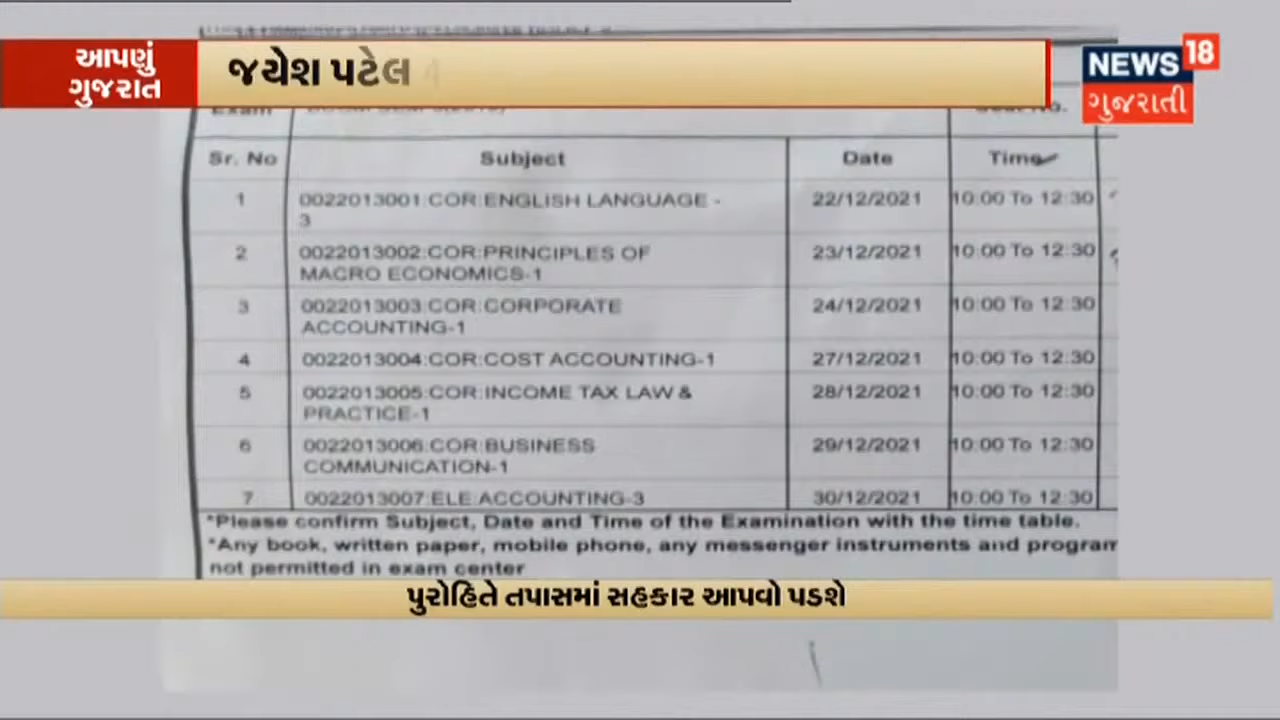 આપણું
ગુજરાત
જયેશ પટેલ
NEWS 18
ગુજરાતી
Exam
Seat No.
Sr. No Subject Date Time
1 0022013001:COR:ENGLISH LANGUAGE - 22/12/2021 10:00 To 12:30
3
2 0022013002:COR:PRINCIPLES OF 23/12/2021 10:00 To 12:30
MACRO ECONOMICS-1
3 0022013003:COR:CORPORATE 24/12/2021 10:00 To 12:30
ACCOUNTING-1
4 0022013004:COR:COST ACCOUNTING-1 27/12/2021 10:00 To 12:30
5 0022013005:COR:INCOME TAX LAW & 28/12/2021 10:00 To 12:30
PRACTICE-1
6 0022013006:COR:BUSINESS 29/12/2021 10:00 To 12:30
COMMUNICATION-1
7 0022013007:ELE:ACCOUNTING-3 30/12/2021 10:00 To 12:30
*Please confirm Subject, Date and Time of the Examination with the time table.
*Any book, written paper, mobile phone, any messenger instruments and program
not permitted in exam center
પુરોહિતે તપાસમાં સહકાર આપવો પડશે